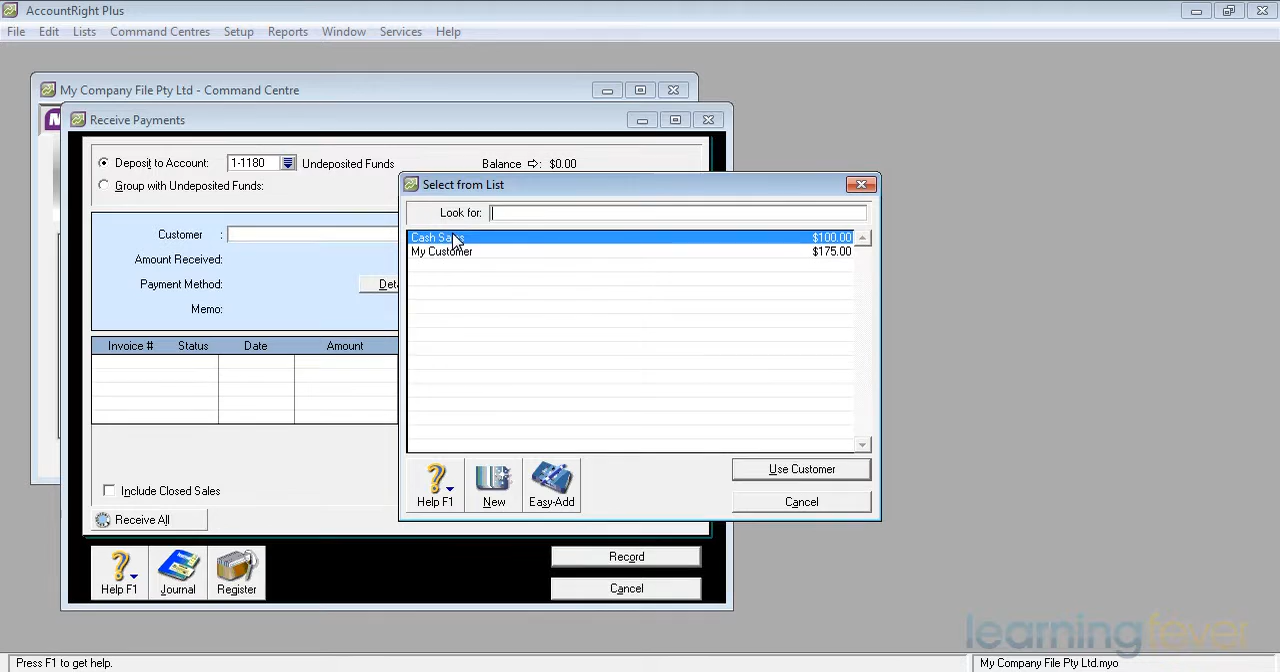 AccountRight Plus
File Edit Lists Command Centres Setup Reports Window Services Help
My Company File Pty Ltd - Command Centre
Receive Payments
Deposit to Account: 1-1180 Undeposited Funds Balance $0.00
Group with Undeposited Funds:
Select from List
Look for:
Customer :
Cash Sales $100.00
My Customer $175.00
Amount Received:
Payment Method:
Memo:
Invoice # Status Date Amount
Include Closed Sales
Receive All
Help F1 New Easy-Add
Use Customer
Cancel
Help F1 Journal Register
Record
Cancel
learningfever
Press F1 to get help. My Company File Pty Ltd.myo